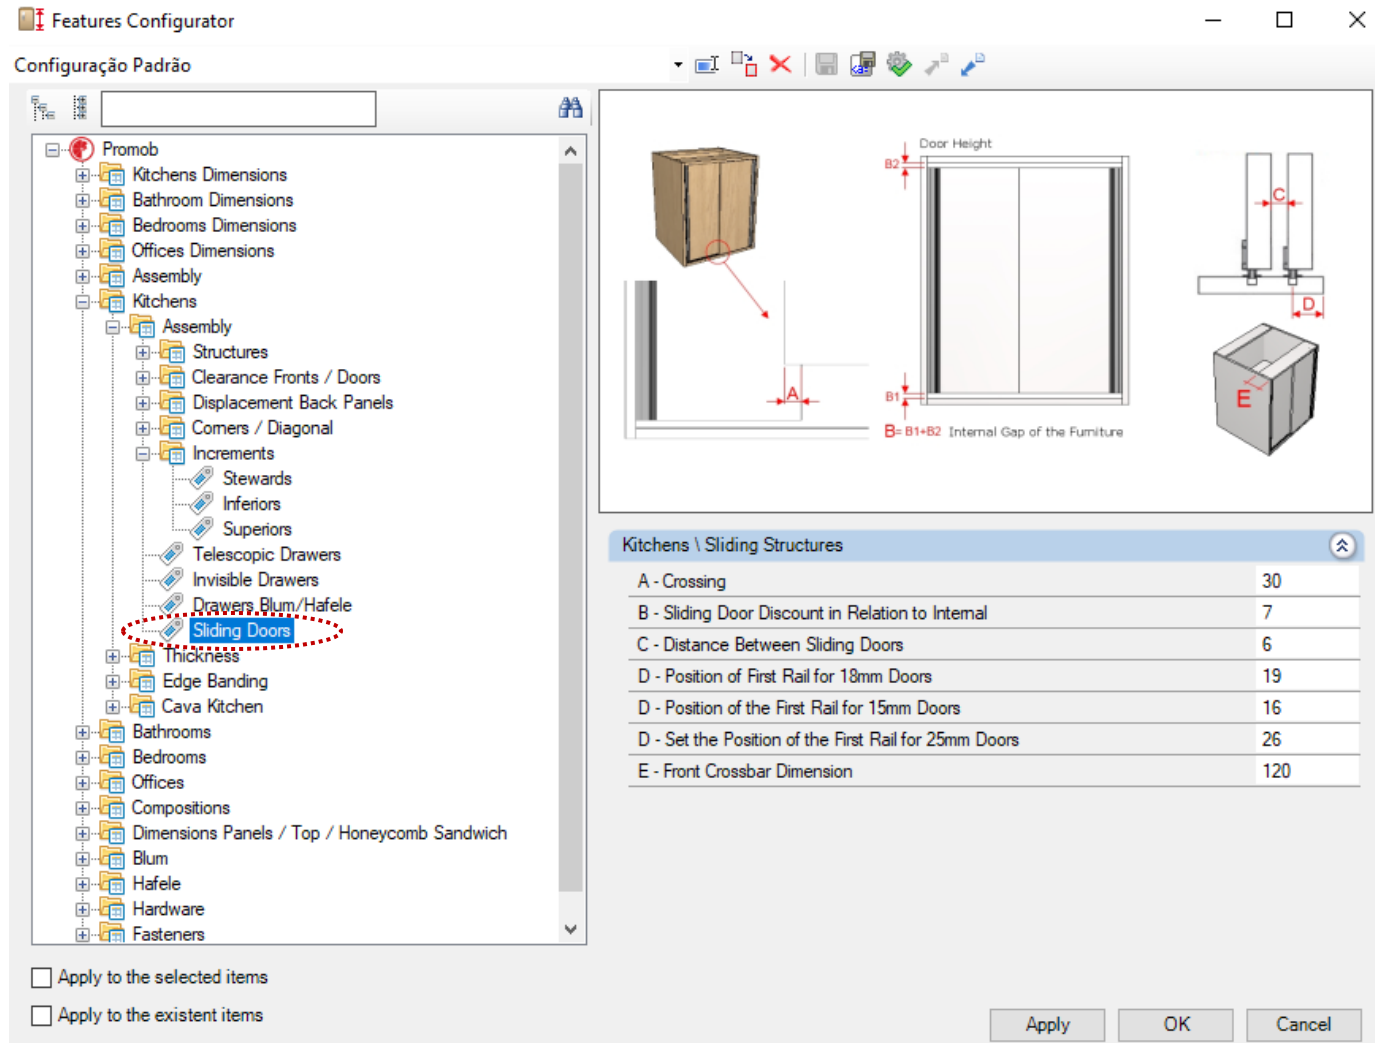 Features Configurator
Configuração Padrão
Promob
Kitchens Dimensions
Bathroom Dimensions
Bedrooms Dimensions
Offices Dimensions
Assembly
Kitchens
Assembly
Structures
Clearance Fronts / Doors
Displacement Back Panels
Corners / Diagonal
Increments
Stewards
Inferiors
Superiors
Telescopic Drawers
Invisible Drawers
Drawers Blum/Hafele
Sliding Doors
Thickness
Edge Banding
Cava Kitchen
Bathrooms
Bedrooms
Offices
Compositions
Dimensions Panels / Top / Honeycomb Sandwich
Blum
Hafele
Hardware
Fasteners
Apply to the selected items
Apply to the existent items
Door Height
B2
A
B1
B= B1+B2 Internal Gap of the Furniture
C
D
E
Kitchens \ Sliding Structures
A - Crossing 30
B - Sliding Door Discount in Relation to Internal 7
C - Distance Between Sliding Doors 6
D - Position of First Rail for 18mm Doors 19
D - Position of the First Rail for 15mm Doors 16
D - Set the Position of the First Rail for 25mm Doors 26
E - Front Crossbar Dimension 120
Apply OK Cancel